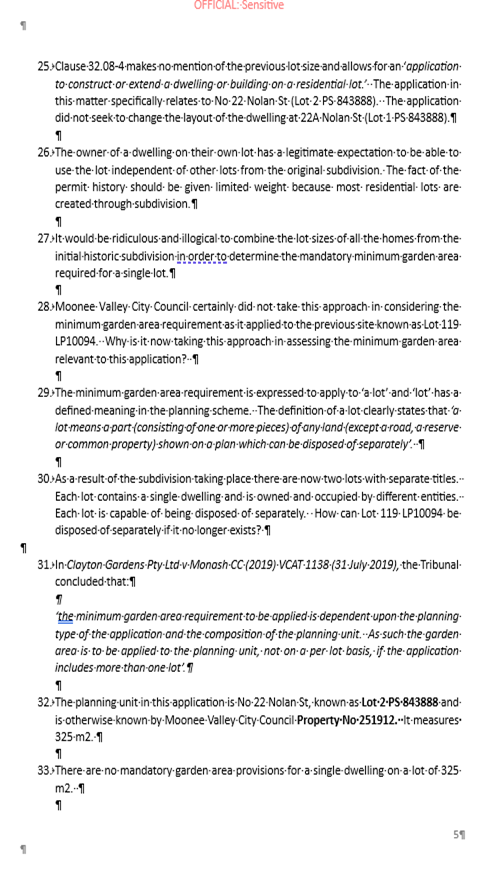 OFFICIAL: Sensitive
25. Clause 32.08-4 makes no mention of the previous lot size and allows for an 'application
to construct or extend a dwelling or building on a residential lot.'  The application in
this matter specifically relates to No 22 Nolan St (Lot 2 PS 843888).  The application
did not seek to change the layout of the dwelling at 22A Nolan St (Lot 1 PS 843888).¶
¶
26. The owner of a dwelling on their own lot has a legitimate expectation to be able to
use the lot independent of other lots from the original subdivision. The fact of the
permit history should be given limited weight because most residential lots are
created through subdivision.¶
¶
27. It would be ridiculous and illogical to combine the lot sizes of all the homes from the
initial historic subdivision in order to determine the mandatory minimum garden area
required for a single lot.¶
¶
28. Moonee Valley City Council certainly did not take this approach in considering the
minimum garden area requirement as it applied to the previous site known as Lot 119
LP10094.  Why is it now taking this approach in assessing the minimum garden area
relevant to this application?  ¶
¶
29. The minimum garden area requirement is expressed to apply to 'a lot' and 'lot' has a
defined meaning in the planning scheme.  The definition of a lot clearly states that 'a
lot means a part (consisting of one or more pieces) of any land (except a road, a reserve
or common property) shown on a plan which can be disposed of separately'.  ¶
¶
30. As a result of the subdivision taking place there are now two lots with separate titles.
Each lot contains a single dwelling and is owned and occupied by different entities.
Each lot is capable of being disposed of separately.  How can Lot 119 LP10094 be
disposed of separately if it no longer exists? ¶
¶
31. In Clayton Gardens Pty Ltd v Monash CC (2019) VCAT 1138 (31 July 2019), the Tribunal
concluded that:¶
¶
'the minimum garden area requirement to be applied is dependent upon the planning
type of the application and the composition of the planning unit.  As such the garden
area is to be applied to the planning unit, not on a per lot basis, if the application
includes more than one lot'. ¶
¶
32. The planning unit in this application is No 22 Nolan St, known as Lot 2 PS 843888 and
is otherwise known by Moonee Valley City Council Property No 251912.  It measures
325 m2. ¶
¶
33. There are no mandatory garden area provisions for a single dwelling on a lot of 325
m2.  ¶
¶
5¶
¶